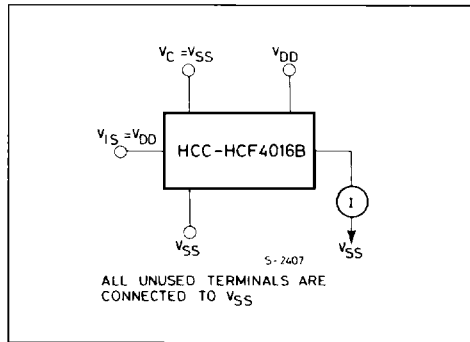 VC = VSS
VDD
VIS = VDD
HCC-HCF4016B
I
VSS
VSS
S-2407
ALL UNUSED TERMINALS ARE
CONNECTED TO VSS